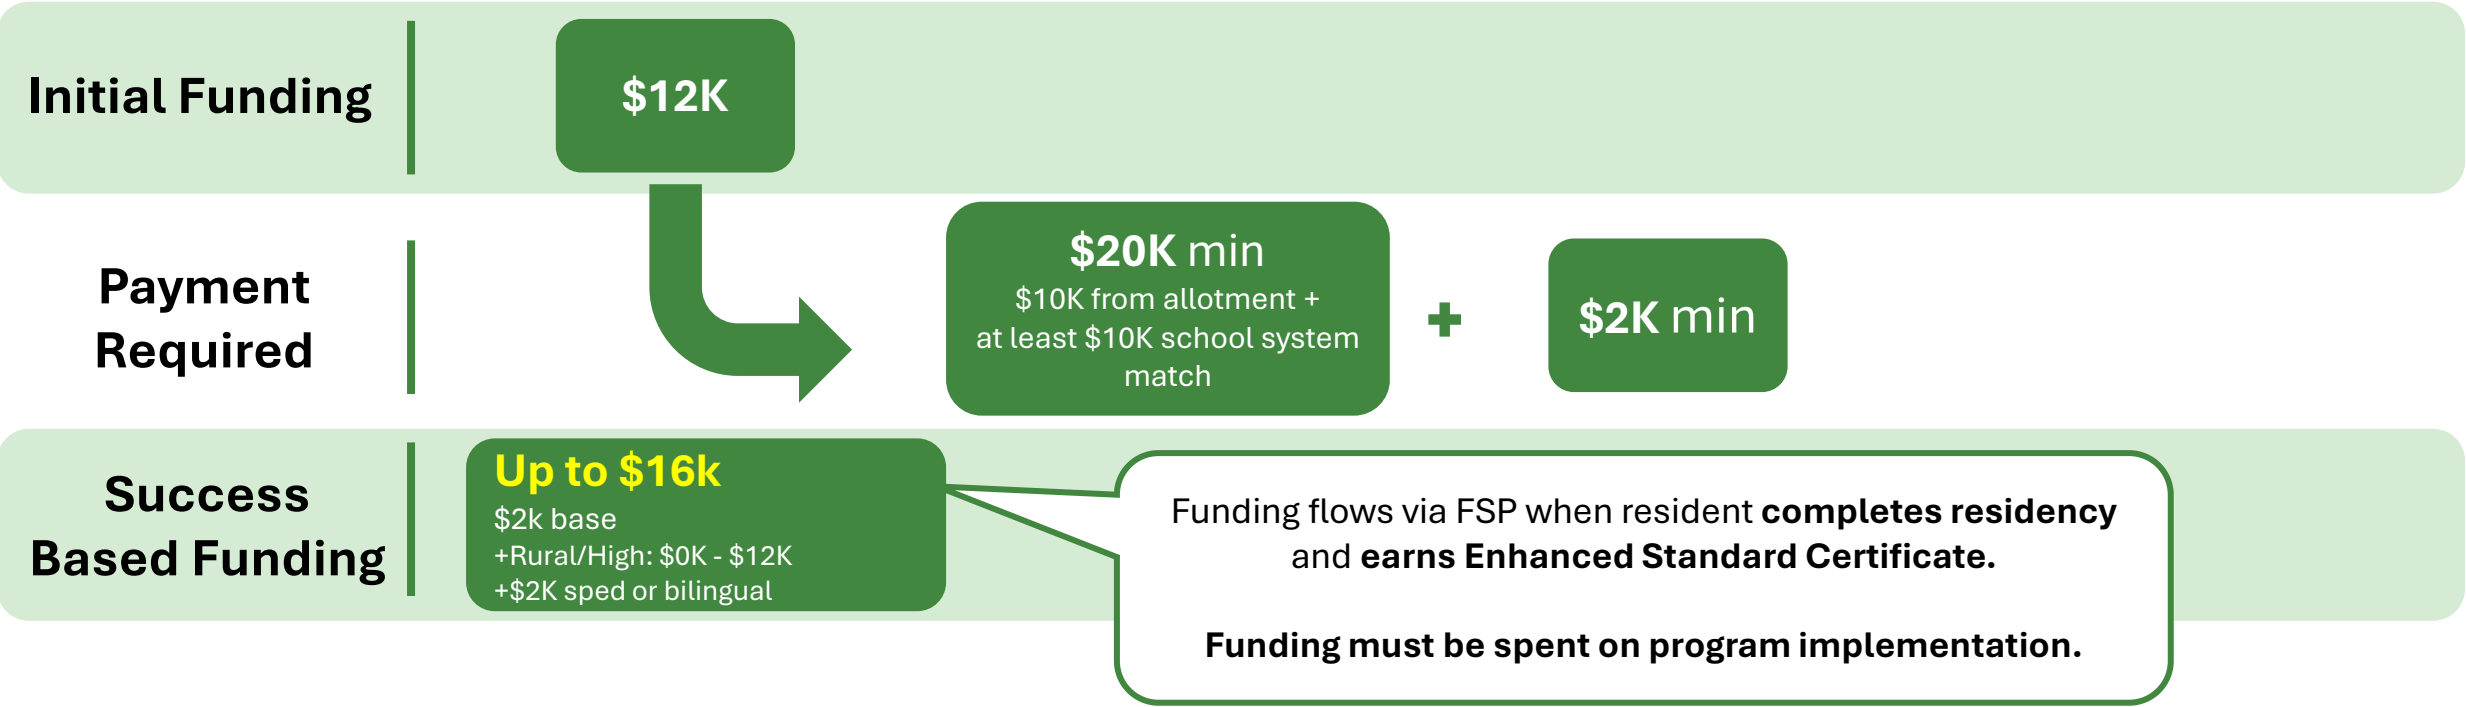 Initial Funding
$12K
Payment
Required
$20K min
$10K from allotment +
at least $10K school system
match
+
$2K min
Success
Based Funding
Up to $16k
$2k base
+Rural/High: $0K - $12K
+$2K sped or bilingual
Funding flows via FSP when resident completes residency
and earns Enhanced Standard Certificate.
Funding must be spent on program implementation.